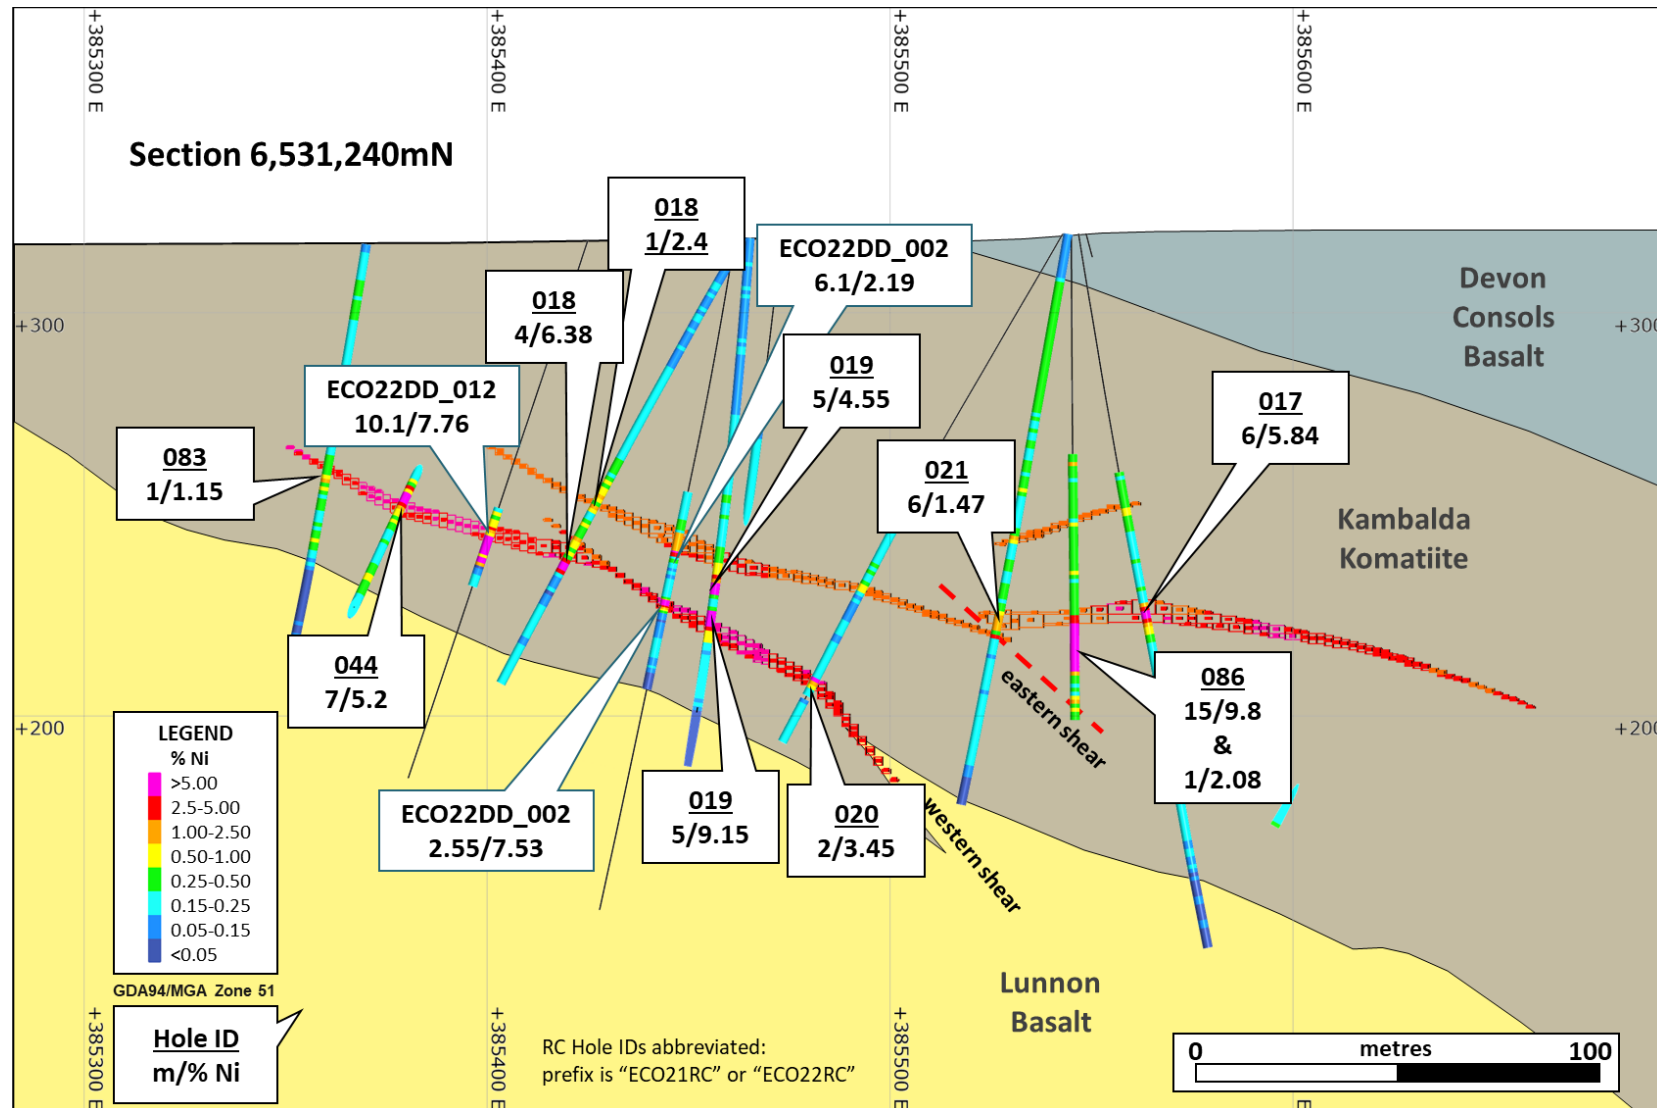 +385300 E
+385400 E
+385500 E
+385600 E
Section 6,531,240mN
018
1/2.4
ECO22DD_002
6.1/2.19
018
4/6.38
Devon
Consols
Basalt
+300
+300
019
5/4.55
ECO22DD_012
10.1/7.76
017
6/5.84
083
1/1.15
021
6/1.47
Kambalda
Komatiite
044
7/5.2
eastern shear
086
15/9.8
&
1/2.08
+200
+200
LEGEND
% Ni
>5.00
2.5-5.00
1.00-2.50
0.50-1.00
0.25-0.50
0.15-0.25
0.05-0.15
<0.05
ECO22DD_002
2.55/7.53
019
5/9.15
020
2/3.45
western shear
GDA94/MGA Zone 51
Hole ID
m/% Ni
Lunnon
Basalt
RC Hole IDs abbreviated:
prefix is “ECO21RC” or “ECO22RC”
+385300 E
+385400 E
+385500 E
E
0 metres 100